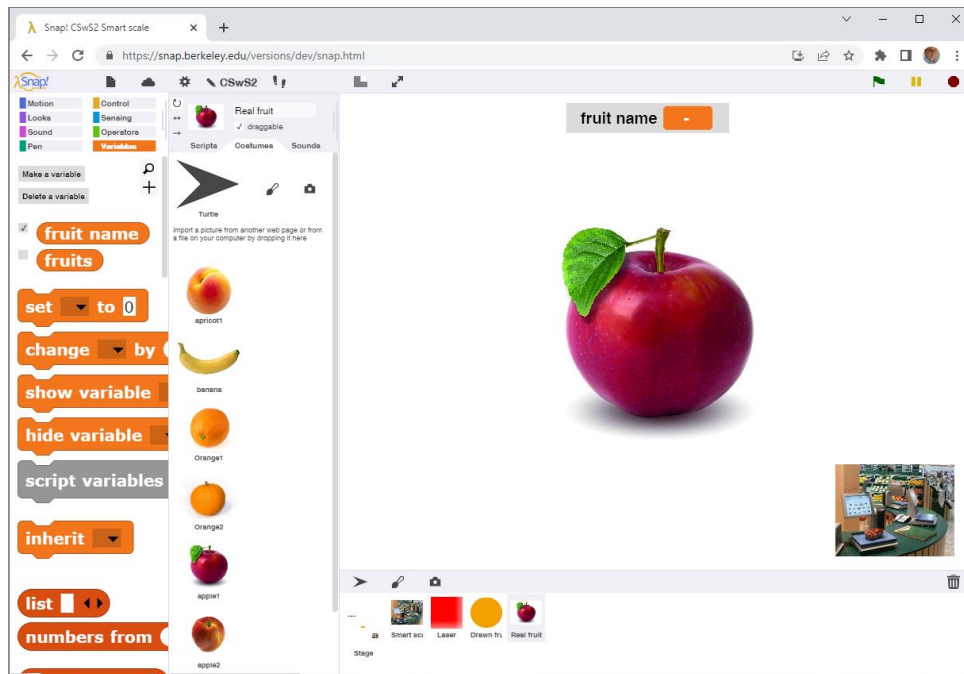 Snap! CSwS2 Smart scale
https://snap.berkeley.edu/versions/dev/snap.html
Snap!
CSwS2
Motion
Control
Looks
Sensing
Sound
Operators
Pen
Variables
Make a variable
Delete a variable
fruit name
fruits
set to 0
change by
show variable
hide variable
script variables
inherit
list
numbers from
Real fruit
draggable
Scripts
Costumes
Sounds
Turtle
import a picture from another web page or from
a file on your computer by dropping it here
apricot1
banana
Orange1
Orange2
apple1
apple2
fruit name -
Stage
Smart sc
Laser
Drawn fru
Real fruit